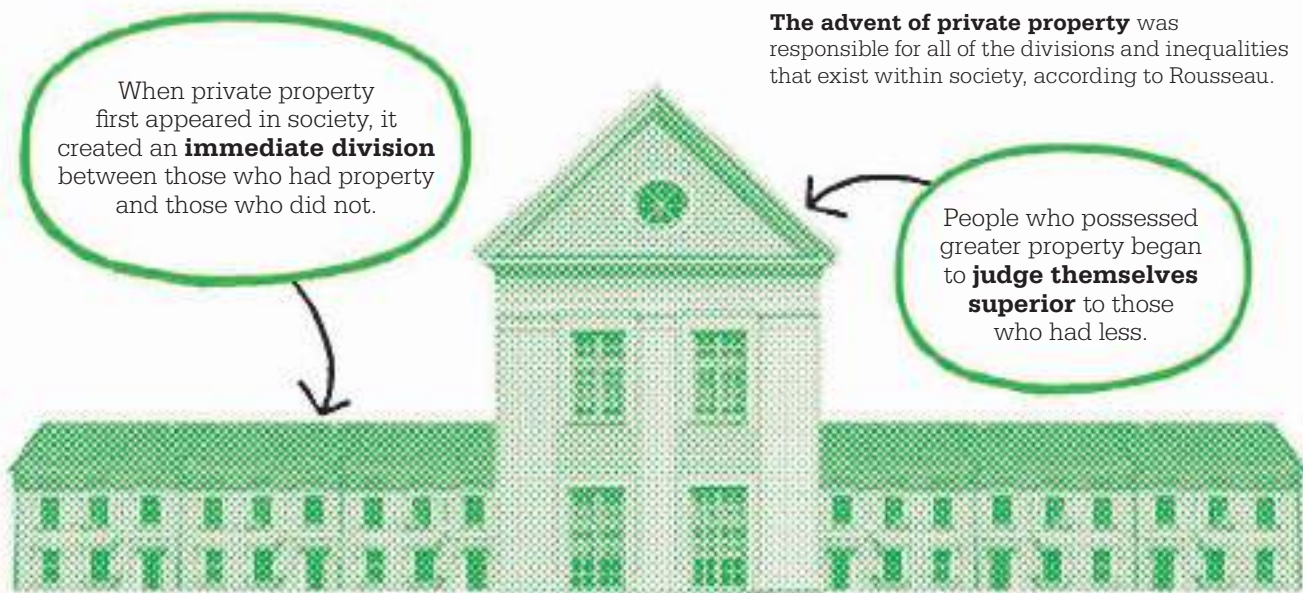 When private property
first appeared in society, it
created an immediate division
between those who had property
and those who did not.
The advent of private property was
responsible for all of the divisions and inequalities
that exist within society, according to Rousseau.
People who possessed
greater property began
to judge themselves
superior to those
who had less.